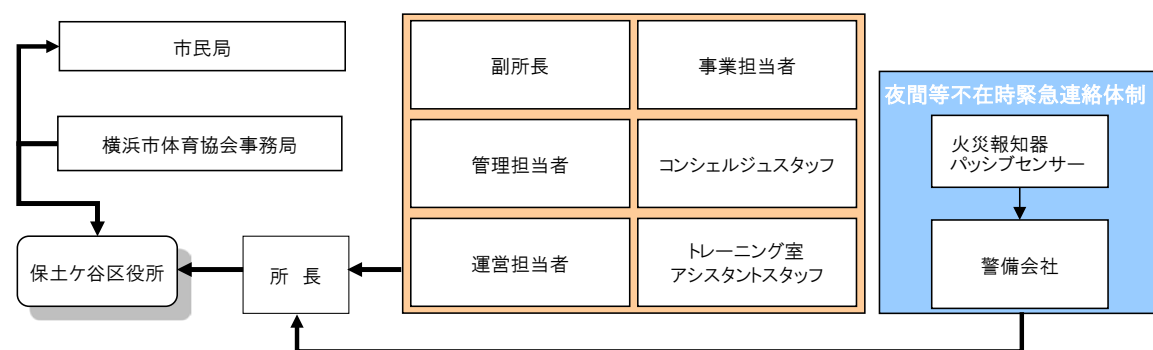 市民局
横浜市体育協会事務局
保土ケ谷区役所
所 長
副所長
事業担当者
管理担当者
コンシェルジュスタッフ
運営担当者
トレーニング室
アシスタントスタッフ
夜間等不在時緊急連絡体制
火災報知器
パッシブセンサー
警備会社